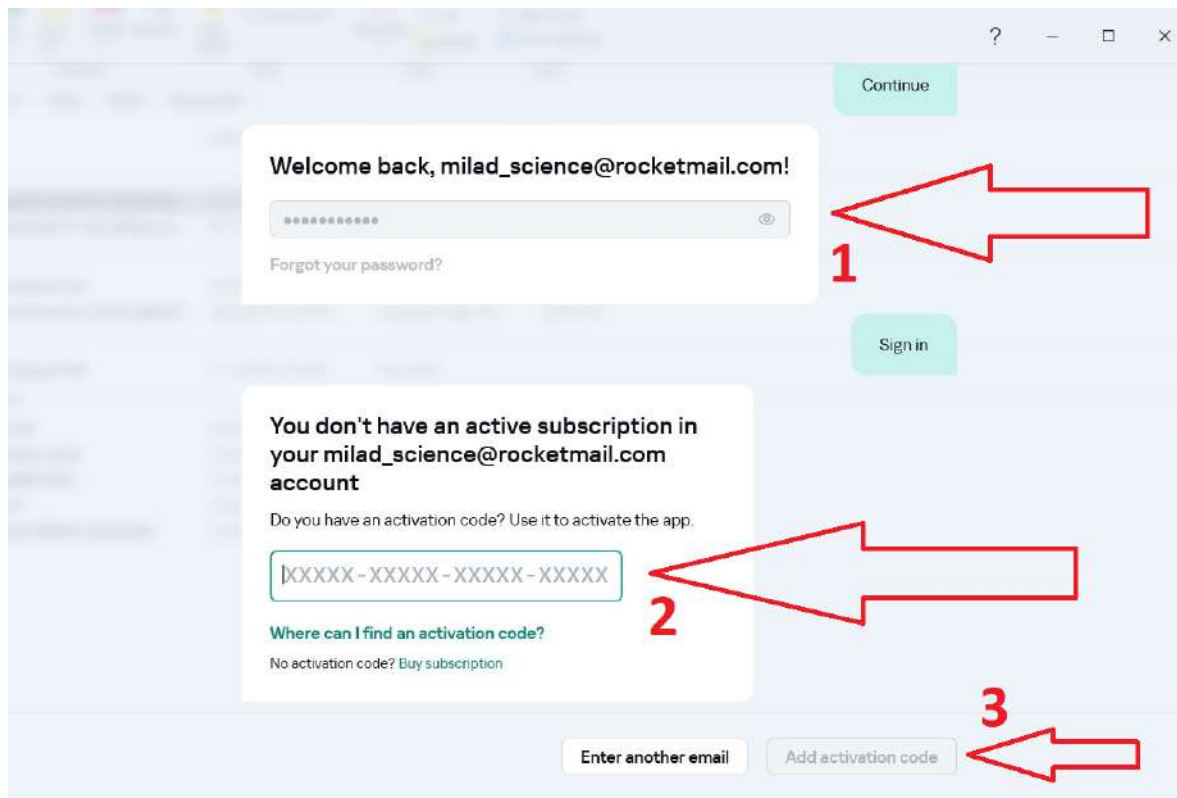 ?
Continue
Welcome back, milad_science@rocketmail.com!
•••••••••••
1
Forgot your password?
Sign in
You don't have an active subscription in
your milad_science@rocketmail.com
account
Do you have an activation code? Use it to activate the app.
XXXXX-XXXXX-XXXXX-XXXXX
2
Where can I find an activation code?
No activation code? Buy subscription
3
Enter another email
Add activation code